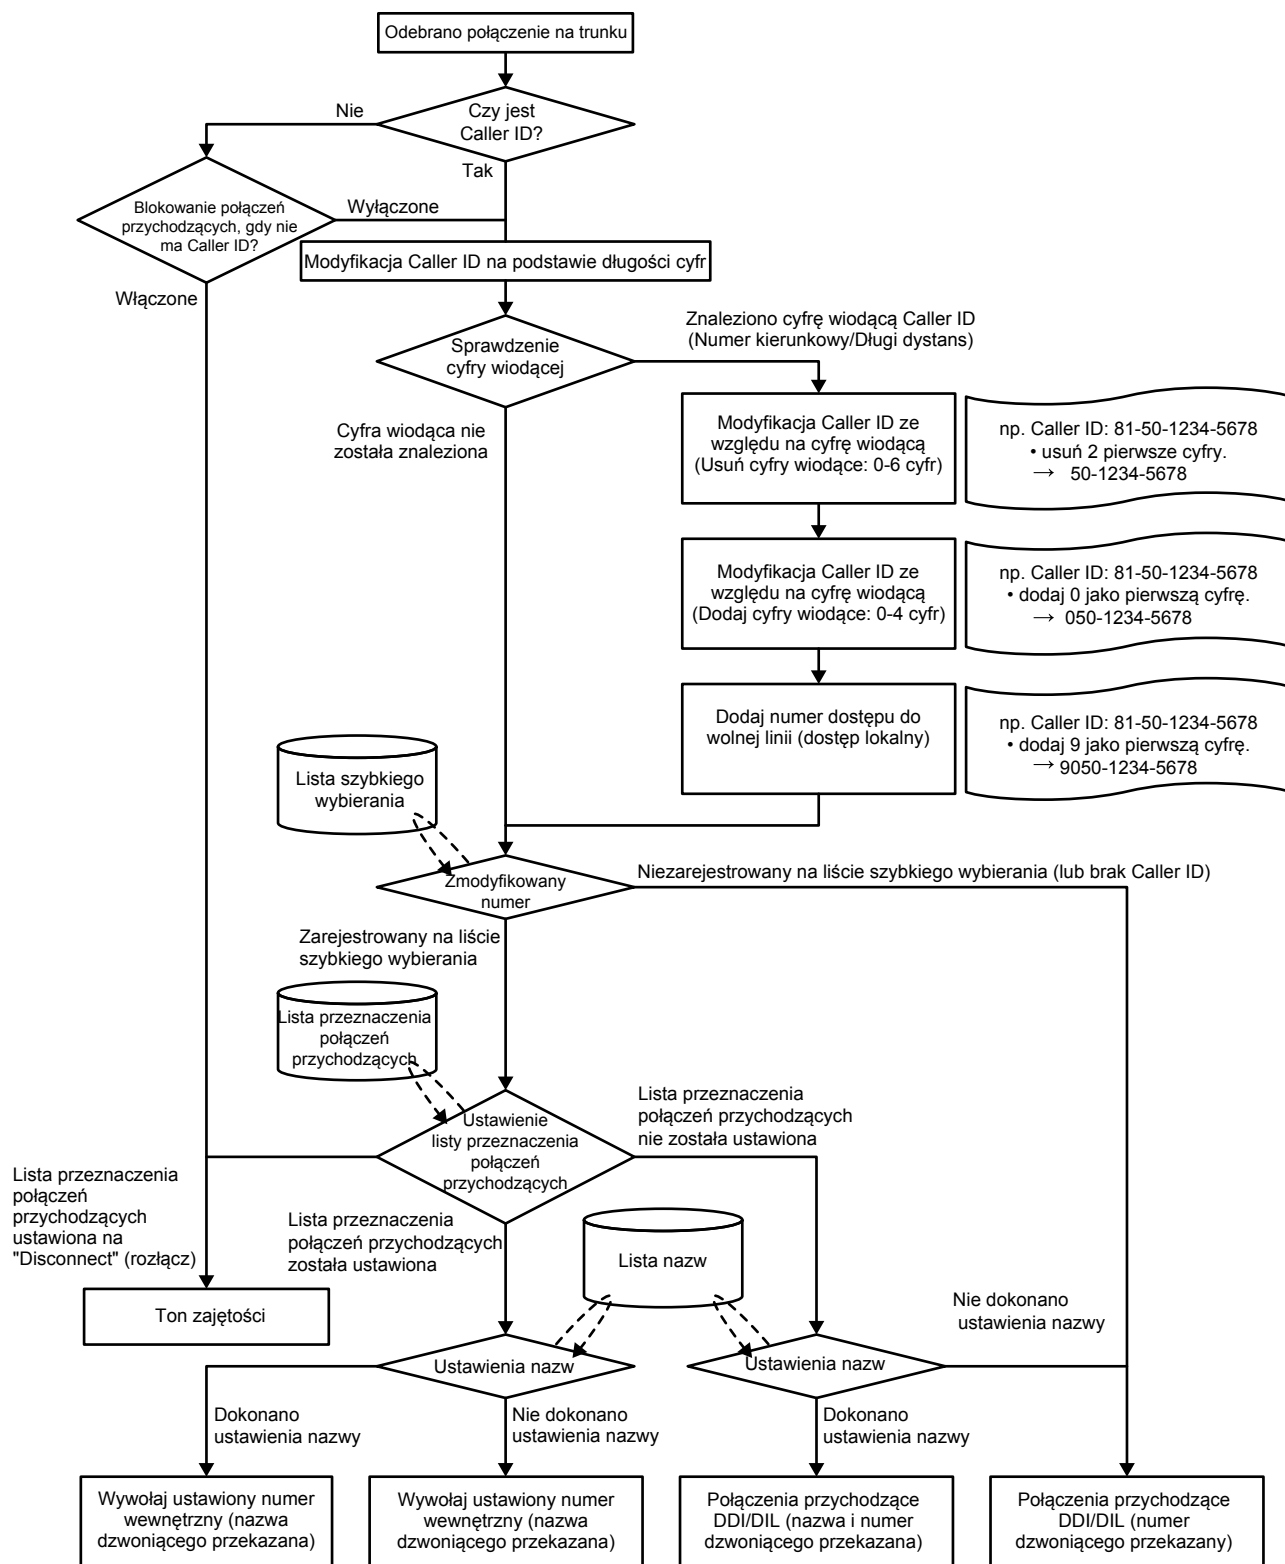 Odebrano połączenie na trunku
Nie
Czy jest
Caller ID?
Tak
Blokowanie połączeń
przychodzących, gdy nie
ma Caller ID?
Wyłączone
Modyfikacja Caller ID na podstawie długości cyfr
Włączone
Sprawdzenie
cyfry wiodącej
Znaleziono cyfrę wiodącą Caller ID
(Numer kierunkowy/Długi dystans)
Cyfra wiodąca nie
została znaleziona
Modyfikacja Caller ID ze
względu na cyfrę wiodącą
(Usuń cyfry wiodące: 0-6 cyfr)
np. Caller ID: 81-50-1234-5678
• usuń 2 pierwsze cyfry.
→ 50-1234-5678
Modyfikacja Caller ID ze
względu na cyfrę wiodącą
(Dodaj cyfry wiodące: 0-4 cyfr)
np. Caller ID: 81-50-1234-5678
• dodaj 0 jako pierwszą cyfrę.
→ 050-1234-5678
Dodaj numer dostępu do
wolnej linii (dostęp lokalny)
np. Caller ID: 81-50-1234-5678
• dodaj 9 jako pierwszą cyfrę.
→ 9050-1234-5678
Lista szybkiego
wybierania
Zmodyfikowany
numer
Niezarejestrowany na liście szybkiego wybierania (lub brak Caller ID)
Zarejestrowany na liście
szybkiego wybierania
Lista przeznaczenia
połączeń
przychodzących
Ustawienie
listy przeznaczenia
połączeń
przychodzących
Lista przeznaczenia
połączeń przychodzących
nie została ustawiona
Lista przeznaczenia
połączeń
przychodzących
ustawiona na
"Disconnect" (rozłącz)
Lista przeznaczenia
połączeń przychodzących
została ustawiona
Lista nazw
Ton zajętości
Nie dokonano
ustawienia nazwy
Ustawienia nazw
Ustawienia nazw
Dokonano
ustawienia nazwy
Nie dokonano
ustawienia nazwy
Dokonano
ustawienia nazwy
Wywołaj ustawiony numer
wewnętrzny (nazwa
dzwoniącego przekazana)
Wywołaj ustawiony numer
wewnętrzny (nazwa
dzwoniącego przekazana)
Połączenia przychodzące
DDI/DIL (nazwa i numer
dzwoniącego przekazana)
Połączenia przychodzące
DDI/DIL (numer
dzwoniącego przekazany)